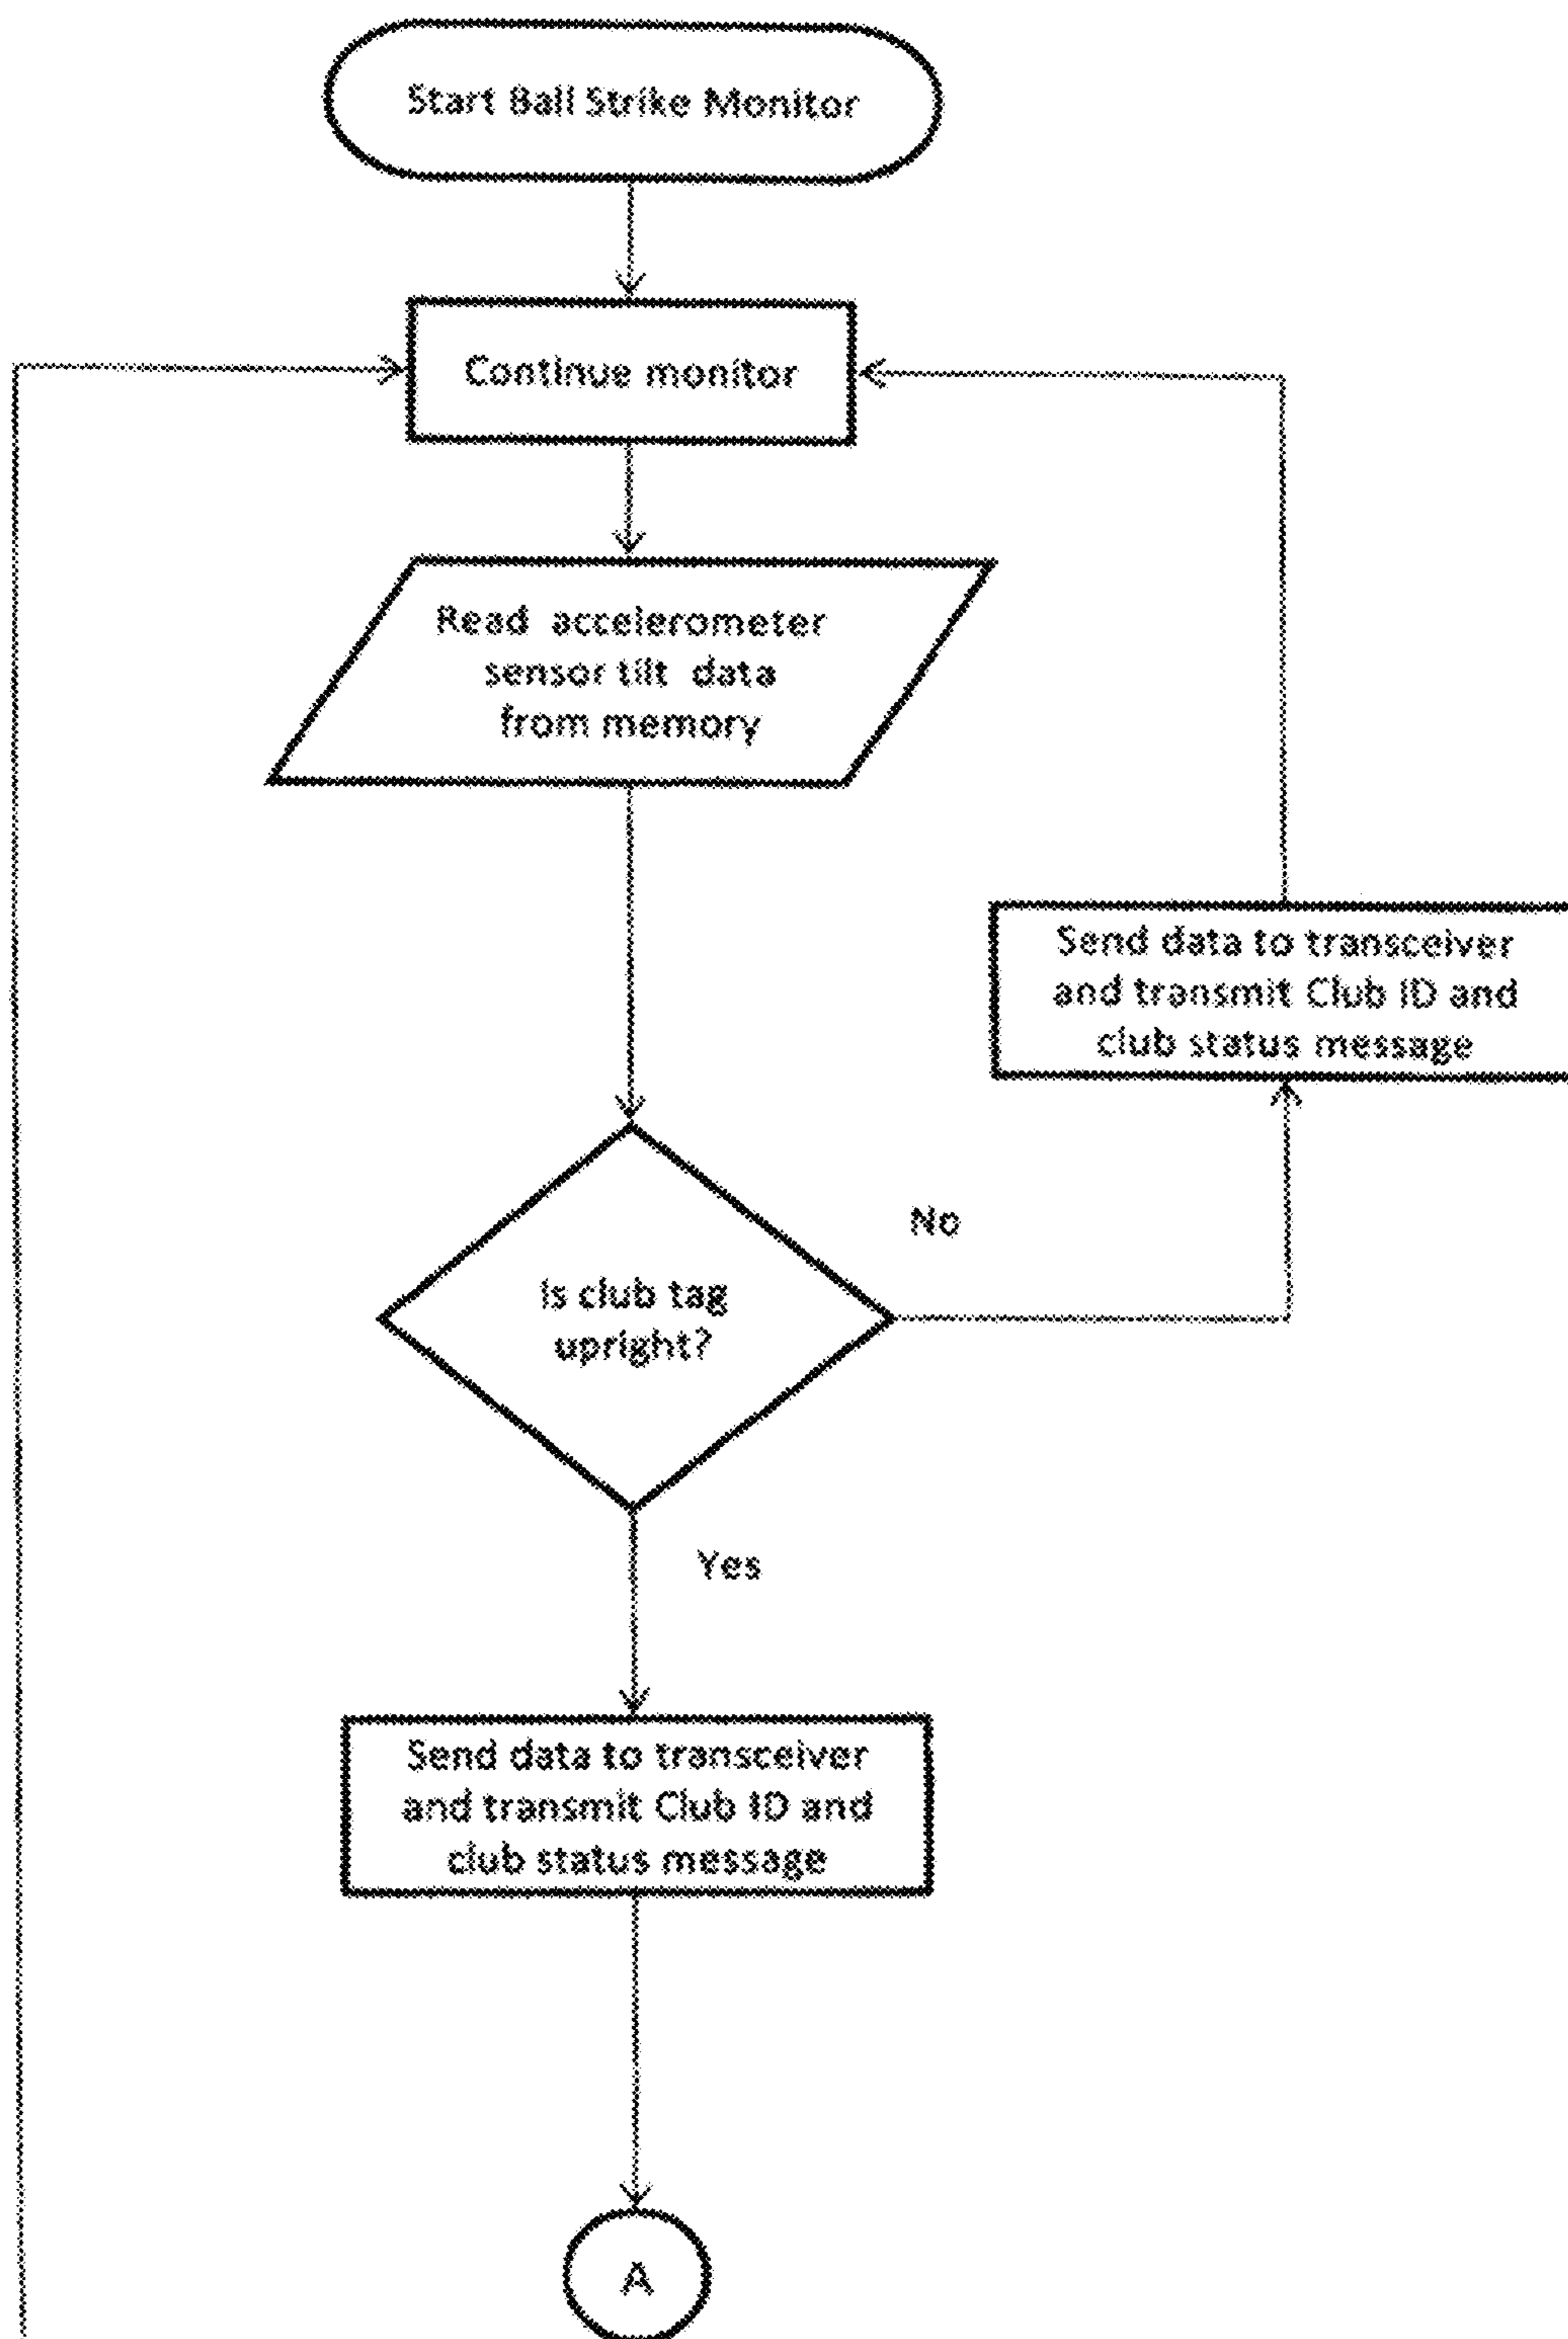 Start Ball Strike Monitor
Continue monitor
Read accelerometer
sensor tilt data
from memory
Send data to transceiver
and transmit Club ID and
club status message
No
Is club tag
upright?
Yes
Send data to transceiver
and transmit Club ID and
club status message
A